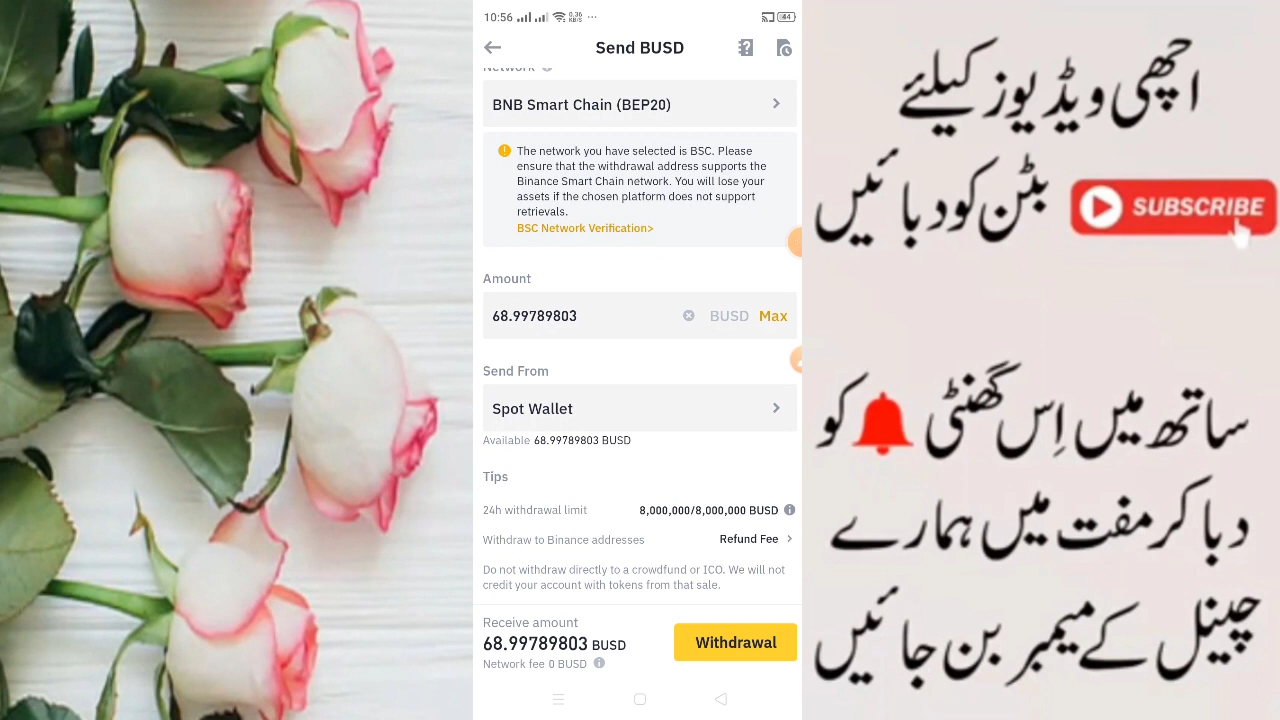 10:56
0.36
KB/S
...
44
Send BUSD
Network
BNB Smart Chain (BEP20)
The network you have selected is BSC. Please
ensure that the withdrawal address supports the
Binance Smart Chain network. You will lose your
assets if the chosen platform does not support
retrievals.
BSC Network Verification>
Amount
68.99789803 BUSD Max
Send From
Spot Wallet
Available 68.99789803 BUSD
Tips
24h withdrawal limit 8,000,000/8,000,000 BUSD
Withdraw to Binance addresses Refund Fee
Do not withdraw directly to a crowdfund or ICO. We will not
credit your account with tokens from that sale.
Receive amount
68.99789803 BUSD
Network fee 0 BUSD
Withdrawal
اچھی ویڈیوز کیلئے
بٹن کو دبائیں
SUBSCRIBE
ساتھ میں اِس گھنٹی کو
دبا کر مفت میں ہمارے
چینل کے میمبر بن جائیں